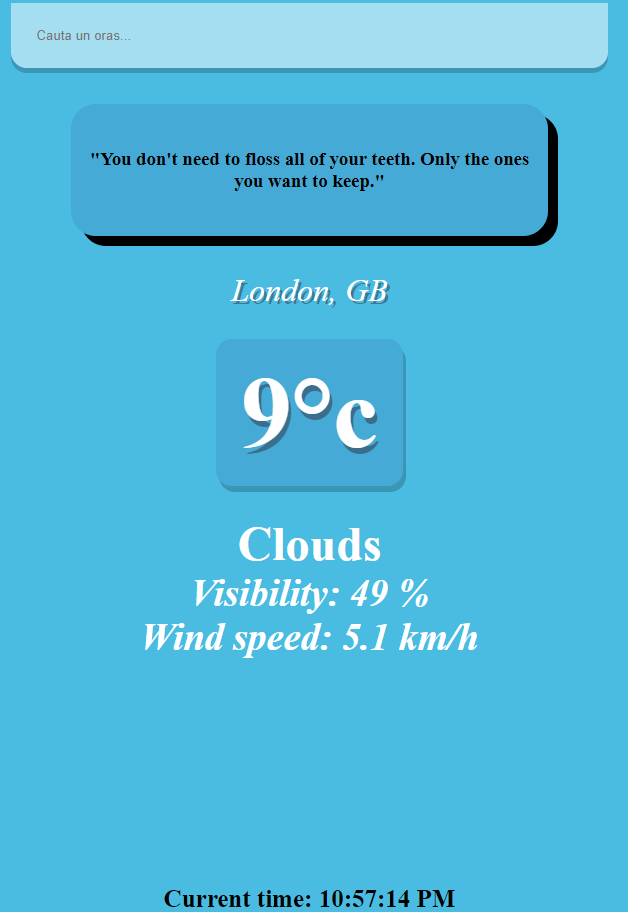 Cauta un oras...
"You don't need to floss all of your teeth. Only the ones
you want to keep."
London, GB
9°c
Clouds
Visibility: 49 %
Wind speed: 5.1 km/h
Current time: 10:57:14 PM